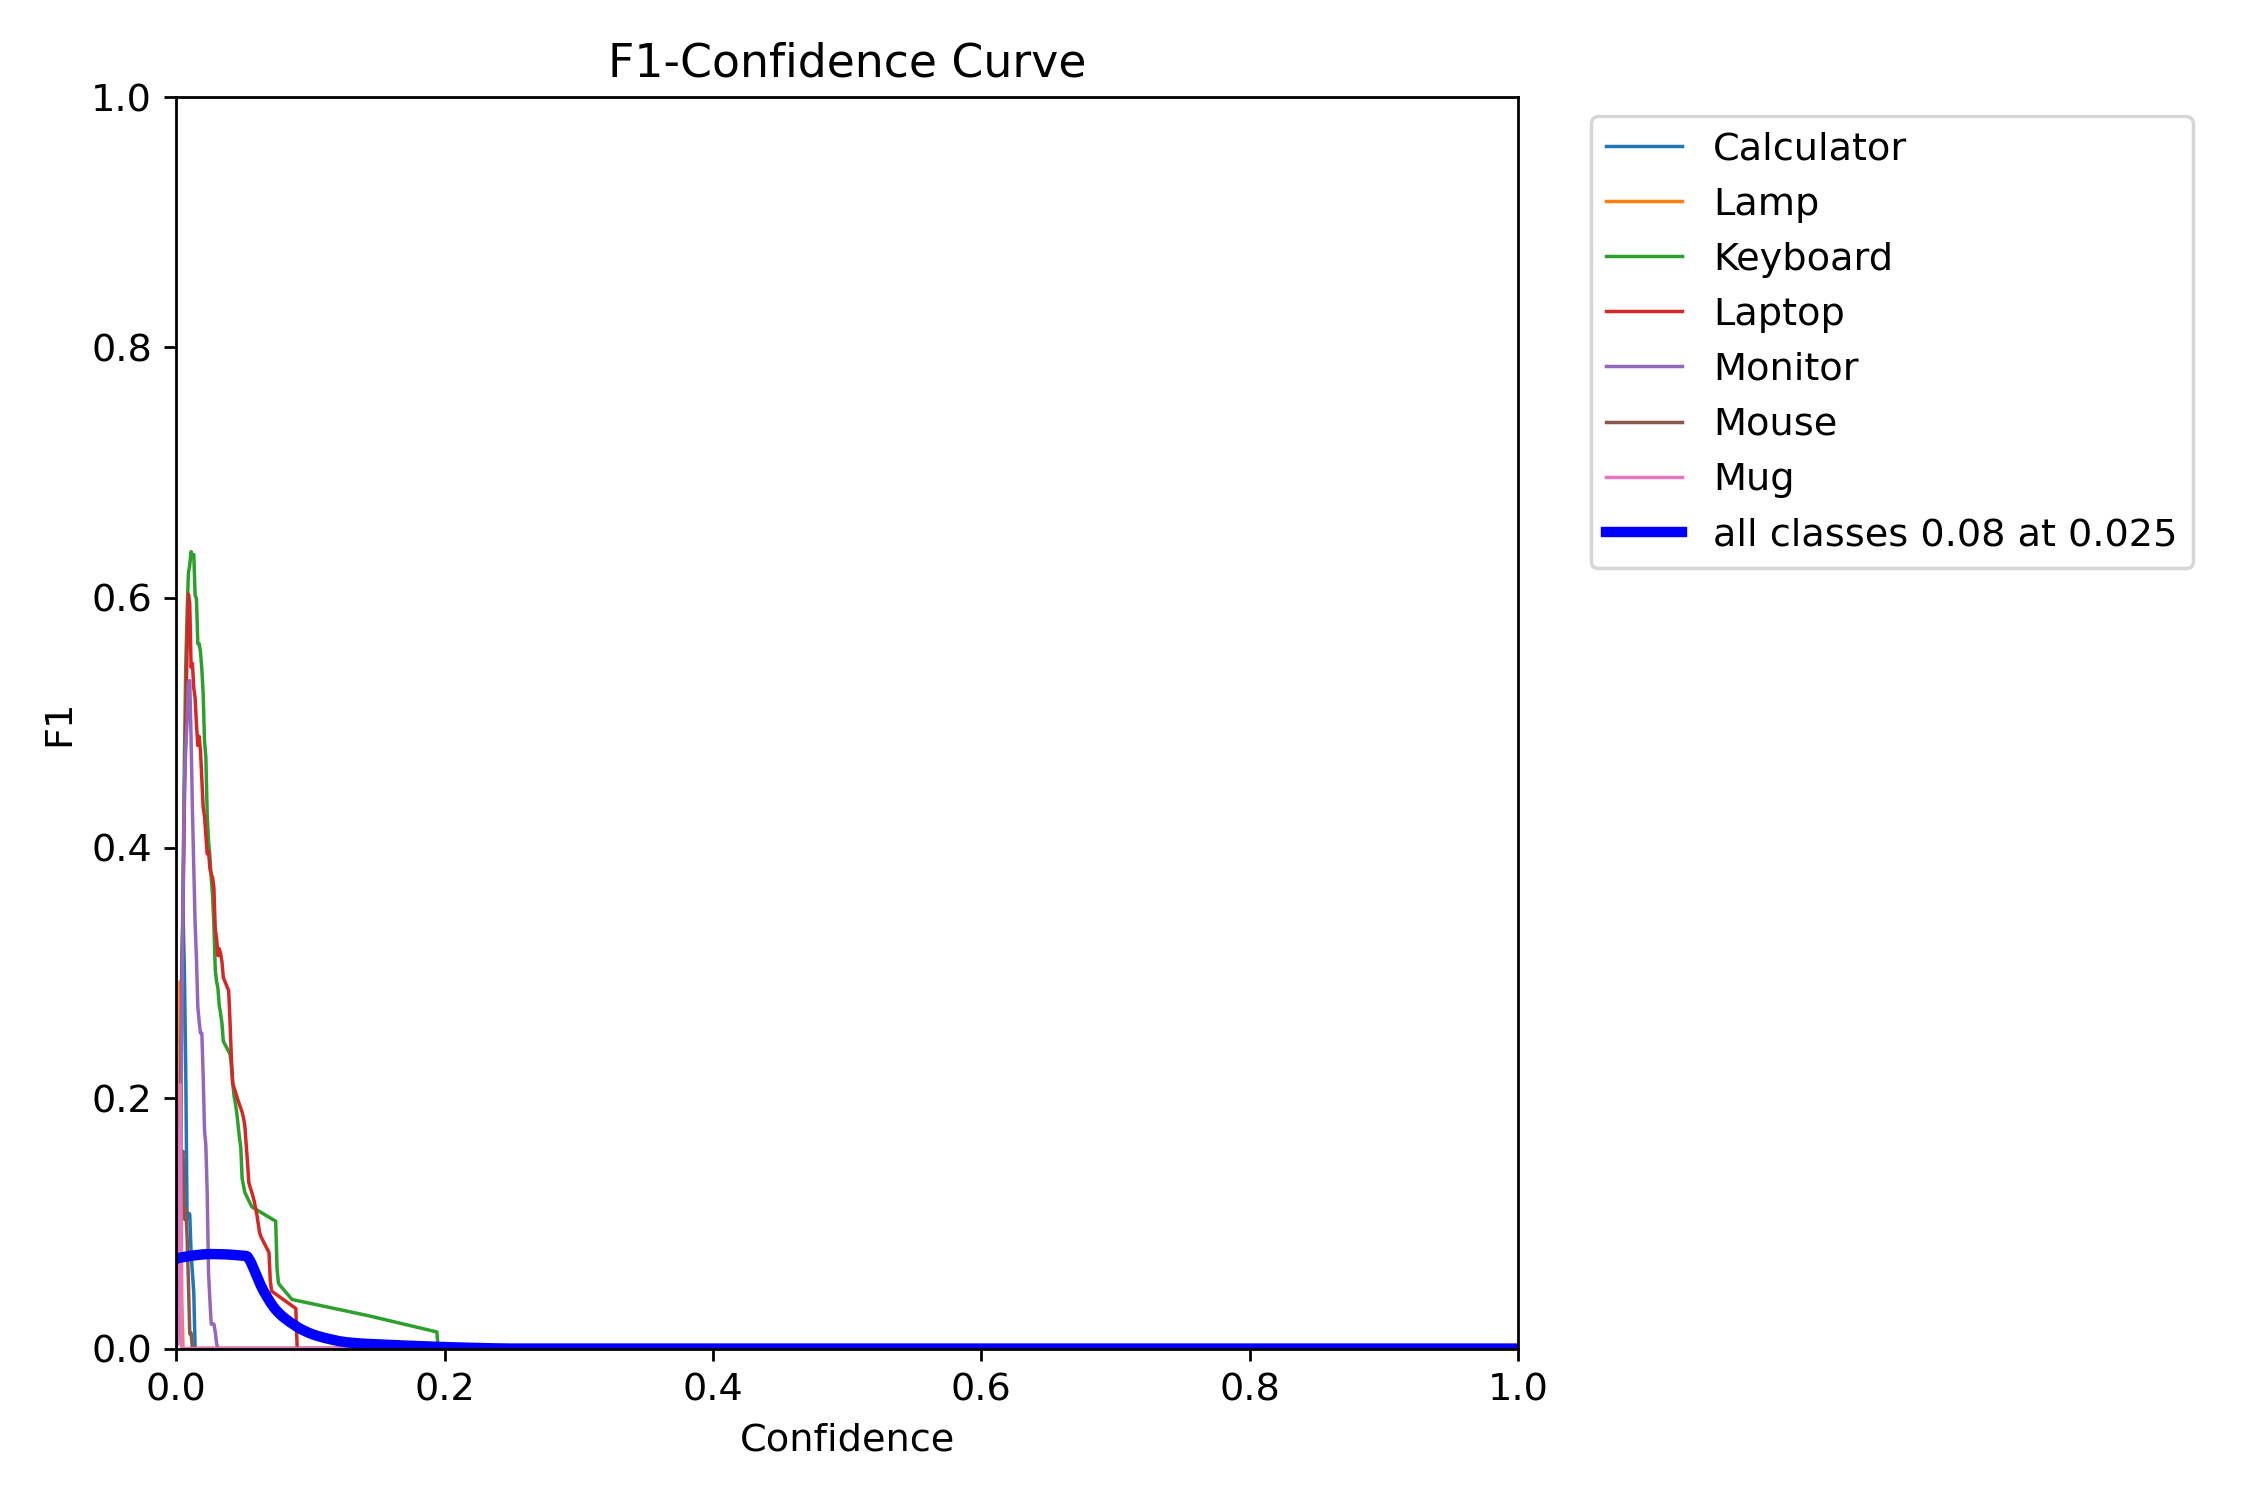 F1-Confidence Curve
1.0
0.8
0.6
0.4
0.2
0.0
F1
0.0 0.2 0.4 0.6 0.8 1.0
Confidence
Calculator
Lamp
Keyboard
Laptop
Monitor
Mouse
Mug
all classes 0.08 at 0.025